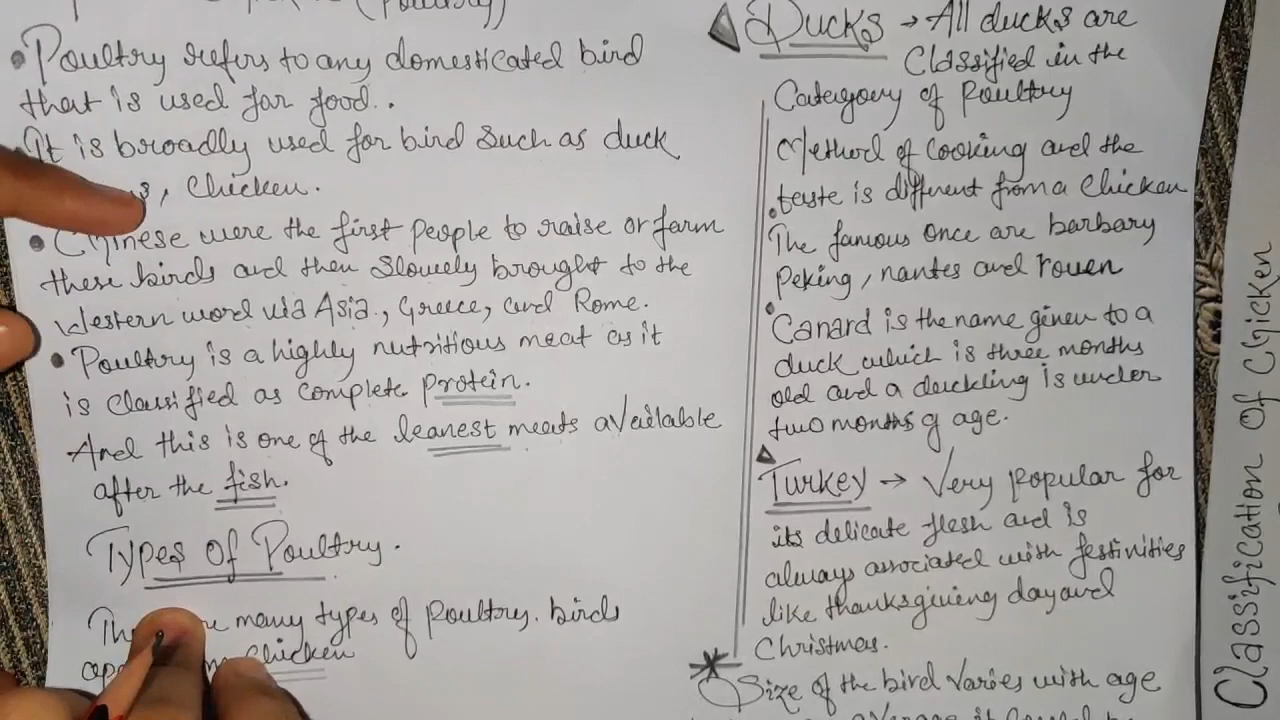 (Poultry)
• Poultry refers to any domesticated bird
that is used for food..
It is broadly used for bird such as duck
, Chicken.
• Chinese were the first people to raise or farm
these birds and then Slowely brought to the
Western word via Asia, Greece, and Rome.
• Poultry is a highly nutritious meat as it
is classified as complete protein.
And this is one of the leanest meats available
after the fish.
Types of Poultry.
many types of poultry. birds
chicken
Ducks → All ducks are
Classified in the
Category of Poultry
Method of Cooking and the
teste is different from a Chicken
• The famous once are barbary
Peking, nantes and rouen
• Canard is the name given to a
duck which is three months
old and a duckling is under
two months of age.
Turkey → Very popular for
its delicate flesh and is
always associated with festinities
like thanksgiving day and
Christmas.
* Size of the bird varies with age
Classification of Chicken